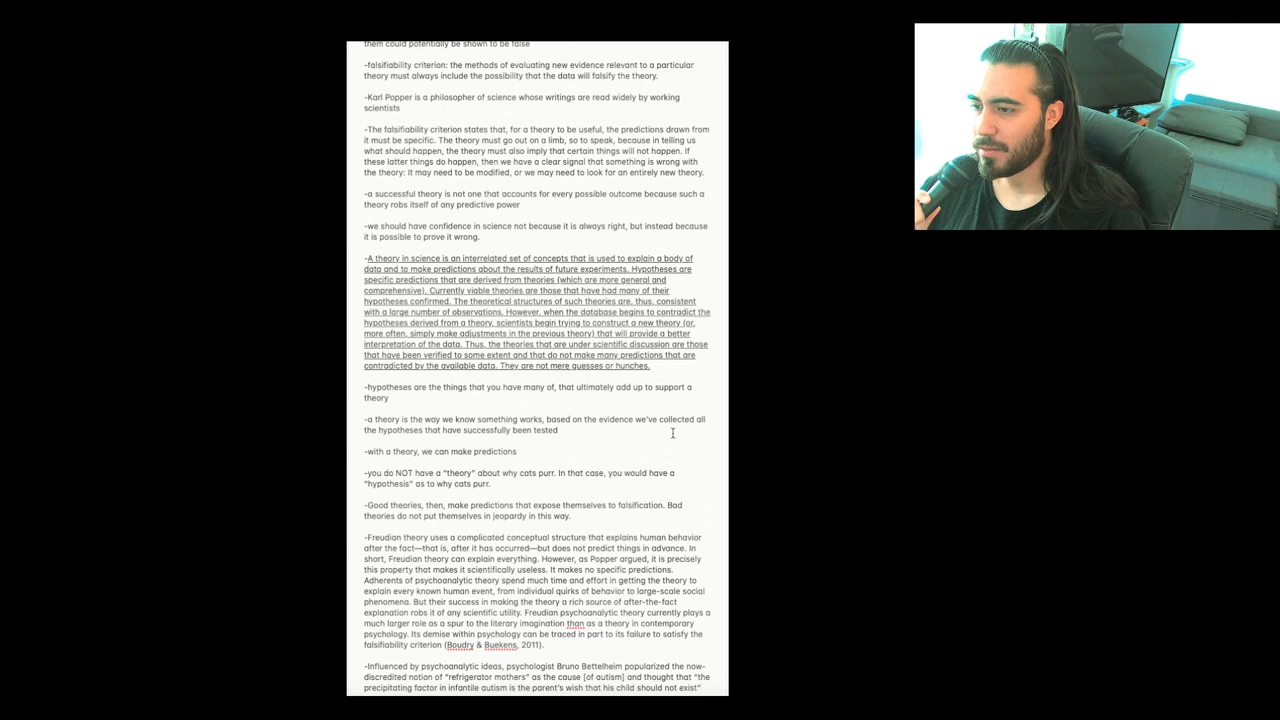 them could potentially be shown to be false
-falsifiability criterion: the methods of evaluating new evidence relevant to a particular
theory must always include the possibility that the data will falsify the theory.
-Karl Popper is a philosopher of science whose writings are read widely by working
scientists
-The falsifiability criterion states that, for a theory to be useful, the predictions drawn from
it must be specific. The theory must go out on a limb, so to speak, because in telling us
what should happen, the theory must also imply that certain things will not happen. If
these latter things do happen, then we have a clear signal that something is wrong with
the theory: It may need to be modified, or we may need to look for an entirely new theory.
-a successful theory is not one that accounts for every possible outcome because such a
theory robs itself of any predictive power
-we should have confidence in science not because it is always right, but instead because
it is possible to prove it wrong.
-A theory in science is an interrelated set of concepts that is used to explain a body of
data and to make predictions about the results of future experiments. Hypotheses are
specific predictions that are derived from theories (which are more general and
comprehensive). Currently viable theories are those that have had many of their
hypotheses confirmed. The theoretical structures of such theories are, thus, consistent
with a large number of observations. However, when the database begins to contradict the
hypotheses derived from a theory, scientists begin trying to construct a new theory (or,
more often, simply make adjustments in the previous theory) that will provide a better
interpretation of the data. Thus, the theories that are under scientific discussion are those
that have been verified to some extent and that do not make many predictions that are
contradicted by the available data. They are not mere guesses or hunches.
-hypotheses are the things that you have many of, that ultimately add up to support a
theory
-a theory is the way we know something works, based on the evidence we've collected all
the hypotheses that have successfully been tested
-with a theory, we can make predictions
-you do NOT have a "theory" about why cats purr. In that case, you would have a
"hypothesis" as to why cats purr.
-Good theories, then, make predictions that expose themselves to falsification. Bad
theories do not put themselves in jeopardy in this way.
-Freudian theory uses a complicated conceptual structure that explains human behavior
after the fact—that is, after it has occurred—but does not predict things in advance. In
short, Freudian theory can explain everything. However, as Popper argued, it is precisely
this property that makes it scientifically useless. It makes no specific predictions.
Adherents of psychoanalytic theory spend much time and effort in getting the theory to
explain every known human event, from individual quirks of behavior to large-scale social
phenomena. But their success in making the theory a rich source of after-the-fact
explanation robs it of any scientific utility. Freudian psychoanalytic theory currently plays a
much larger role as a spur to the literary imagination than as a theory in contemporary
psychology. Its demise within psychology can be traced in part to its failure to satisfy the
falsifiability criterion (Boudry & Buekens, 2011).
-Influenced by psychoanalytic ideas, psychologist Bruno Bettelheim popularized the now-
discredited notion of "refrigerator mothers" as the cause [of autism] and thought that "the
precipitating factor in infantile autism is the parent's wish that his child should not exist"